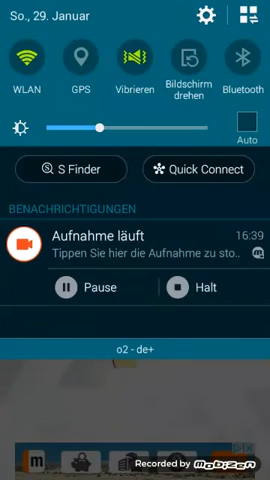 So., 29. Januar
WLAN
GPS
Vibrieren
Bildschirm
drehen
Bluetooth
Auto
S Finder
Quick Connect
BENACHRICHTIGUNGEN
Aufnahme läuft 16:39
Tippen Sie hier die Aufnahme zu sto..
Pause
Halt
o2 - de+
m
Recorded by Mobizen